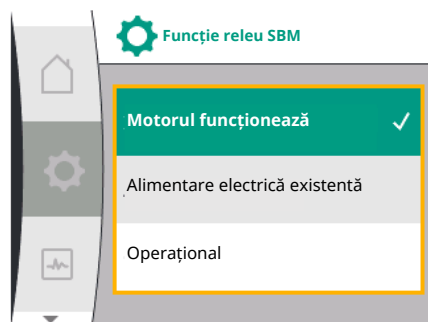 Funcție releu SBM
Motorul funcționează
Alimentare electrică existentă
Operațional